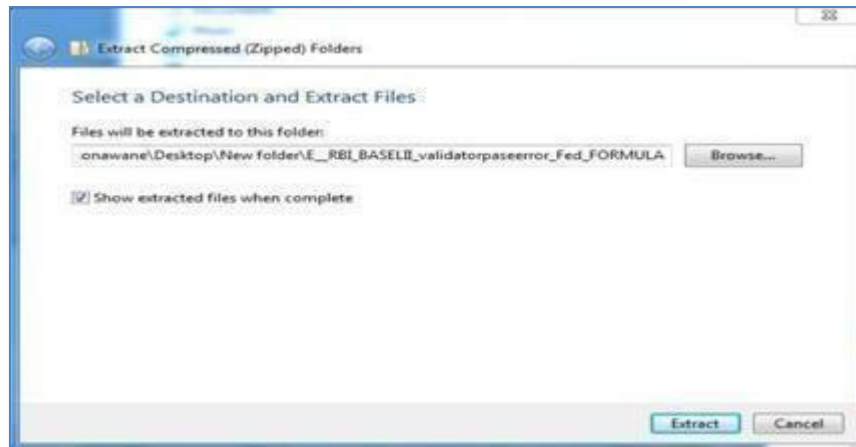 Extract Compressed (Zipped) Folders
Select a Destination and Extract Files
Files will be extracted to this folder:
onawane\Desktop\New folder\E__RBI_BASELII_validatorpaseerror_Fed_FORMULA
Browse...
Show extracted files when complete
Extract
Cancel